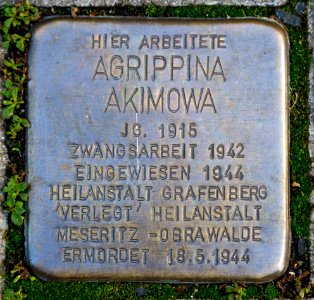 HIER ARBEITETE
AGRIPPINA
AKIMOWA
JG. 1915
ZWANGSARBEIT 1942
EINGEWIESEN 1944
HEILANSTALT GRAFENBERG
'VERLEGT' HEILANSTALT
MESERITZ-OBRAWALDE
ERMORDET 18.5.1944